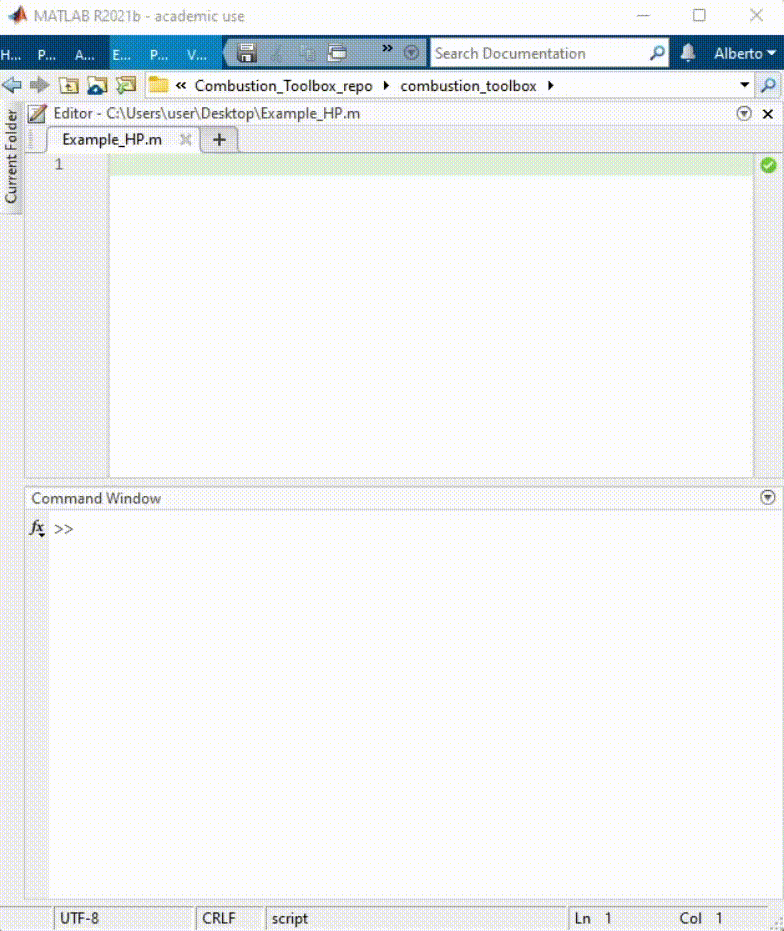 MATLAB R2021b - academic use
H... P... A... E... P... V... » Search Documentation Alberto
« Combustion_Toolbox_repo combustion_toolbox
Current Folder
Editor - C:\Users\user\Desktop\Example_HP.m
Example_HP.m +
1
Command Window
fx >>
UTF-8 CRLF script Ln 1 Col 1